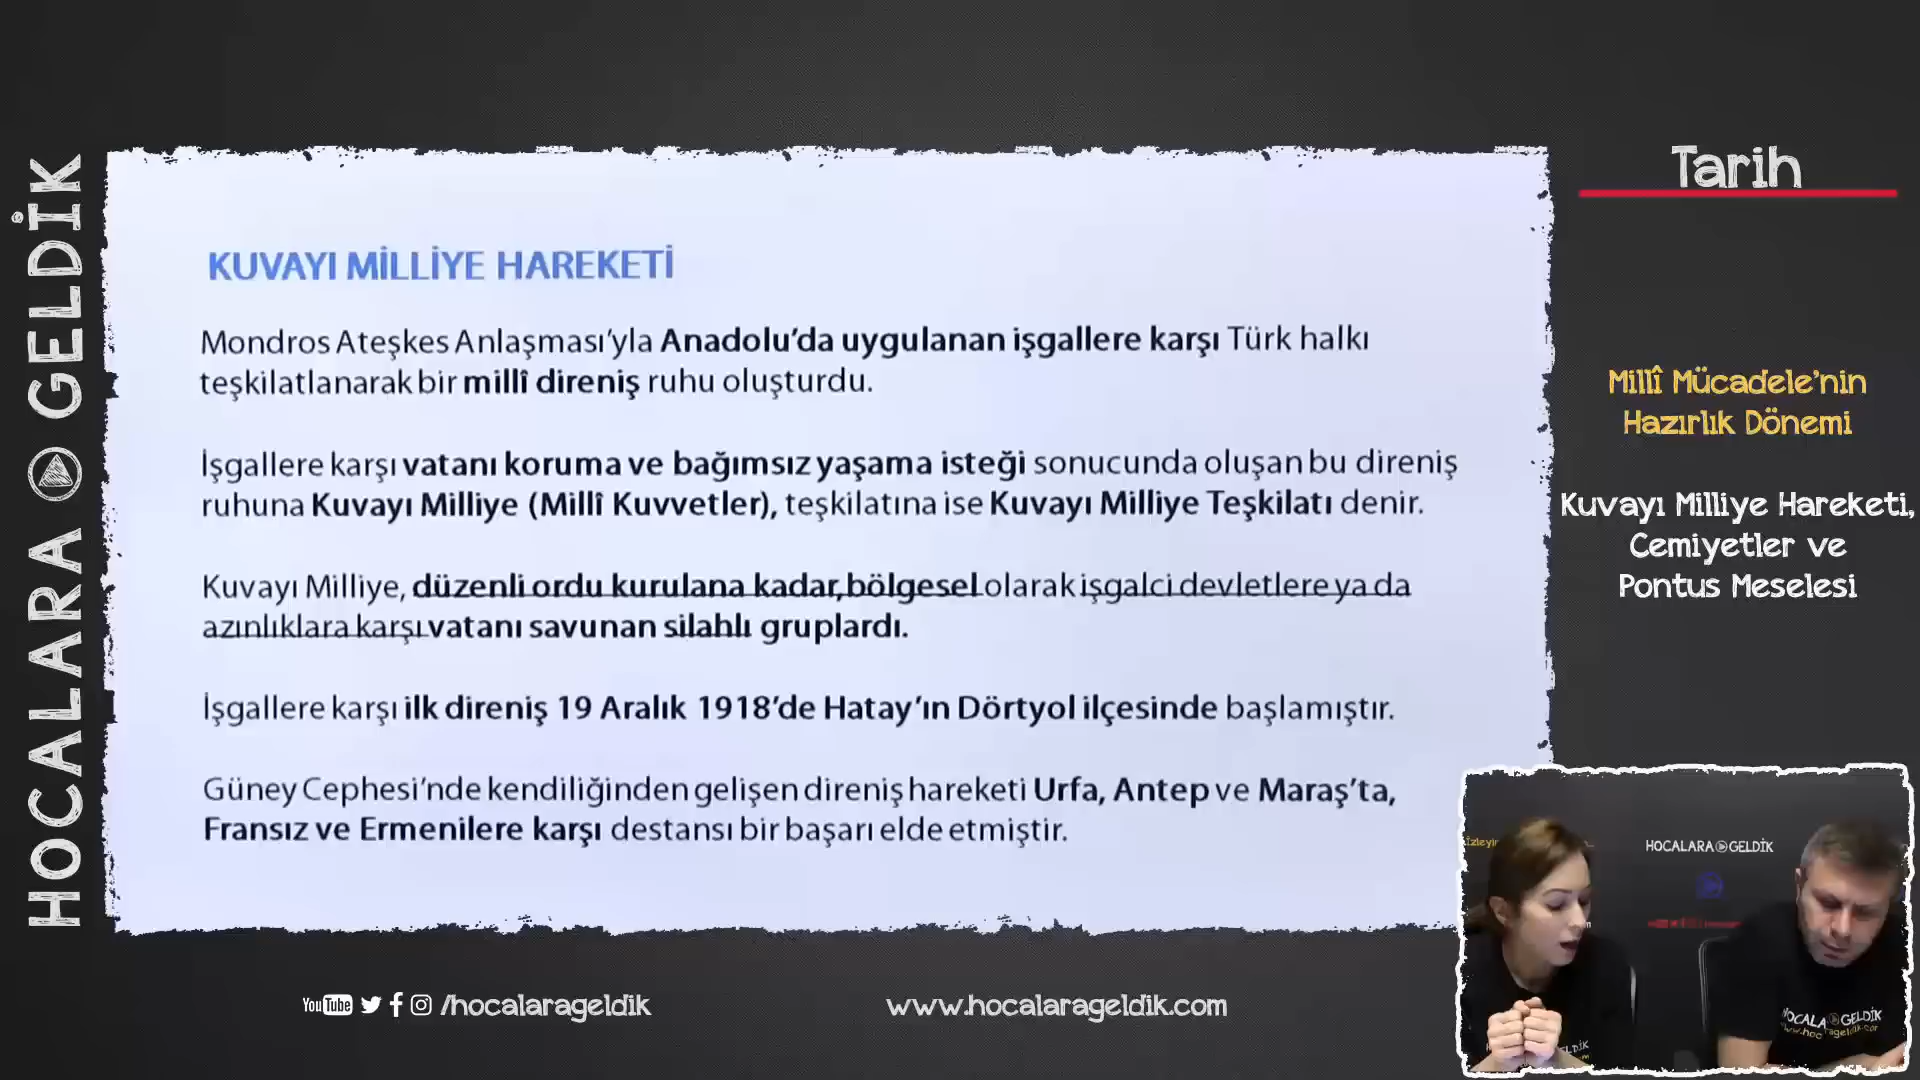 HOCALARA GELDİK
KUVAYI MİLLİYE HAREKETİ
Mondros Ateşkes Anlaşması'yla Anadolu'da uygulanan işgallere karşı Türk halkı
teşkilatlanarak bir millî direniş ruhu oluşturdu.
İşgallere karşı vatanı koruma ve bağımsız yaşama isteği sonucunda oluşan bu direniş
ruhuna Kuvayı Milliye (Millî Kuvvetler), teşkilatına ise Kuvayı Milliye Teşkilatı denir.
Kuvayı Milliye, düzenli ordu kurulana kadar, bölgesel olarak işgalci devletlere ya da
azınlıklara karşı vatanı savunan silahlı gruplardı.
İşgallere karşı ilk direniş 19 Aralık 1918'de Hatay'ın Dörtyol ilçesinde başlamıştır.
Güney Cephesi'nde kendiliğinden gelişen direniş hareketi Urfa, Antep ve Maraş'ta,
Fransız ve Ermenilere karşı destansı bir başarı elde etmiştir.
Tarih
Millî Mücadele'nin
Hazırlık Dönemi
Kuvayı Milliye Hareketi,
Cemiyetler ve
Pontus Meselesi
HOCALARA GELDİK
HOCALA GELDİK
YouTube /hocalarageldik
www.hocalarageldik.com